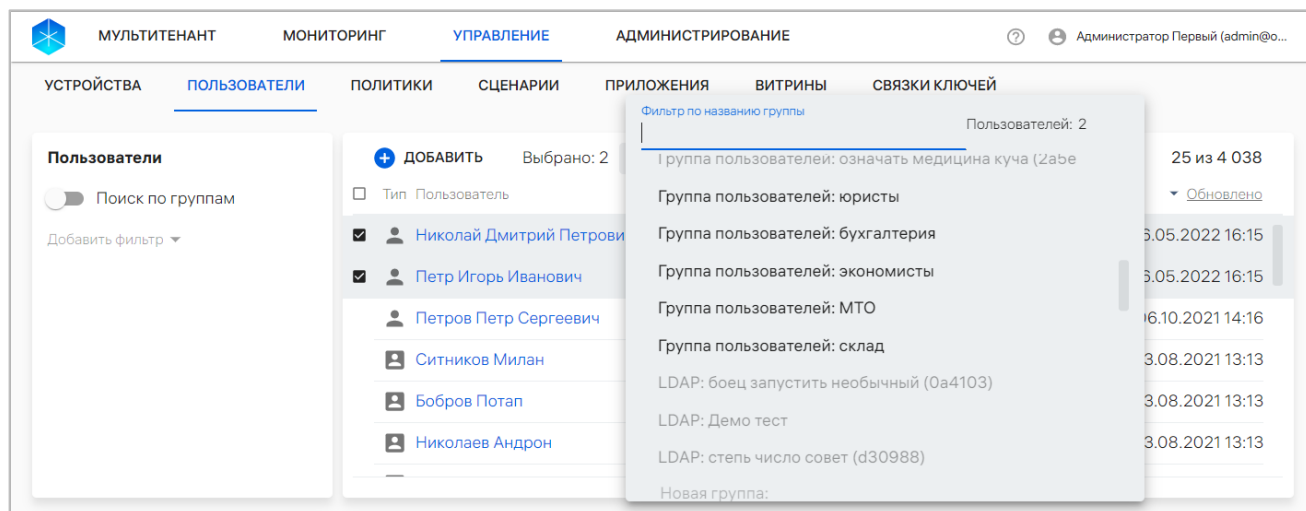 МУЛЬТИТЕНАНТ МОНИТОРИНГ УПРАВЛЕНИЕ АДМИНИСТРИРОВАНИЕ Администратор Первый (admin@o...
УСТРОЙСТВА ПОЛЬЗОВАТЕЛИ ПОЛИТИКИ СЦЕНАРИИ ПРИЛОЖЕНИЯ ВИТРИНЫ СВЯЗКИ КЛЮЧЕЙ
Пользователи
Поиск по группам
Добавить фильтр
ДОБАВИТЬ Выбрано: 2 25 из 4 038
Тип Пользователь Обновлено
Николай Дмитрий Петрови 6.05.2022 16:15
Петр Игорь Иванович 6.05.2022 16:15
Петров Петр Сергеевич 06.10.2021 14:16
Ситников Милан 3.08.2021 13:13
Бобров Потап 3.08.2021 13:13
Николаев Андрон 3.08.2021 13:13
Фильтр по названию группы
Пользователей: 2
Группа пользователей: означать медицина куча (2a5e
Группа пользователей: юристы
Группа пользователей: бухгалтерия
Группа пользователей: экономисты
Группа пользователей: МТО
Группа пользователей: склад
LDAP: боец запустить необычный (0a4103)
LDAP: Демо тест
LDAP: степь число совет (d30988)
Новая группа: